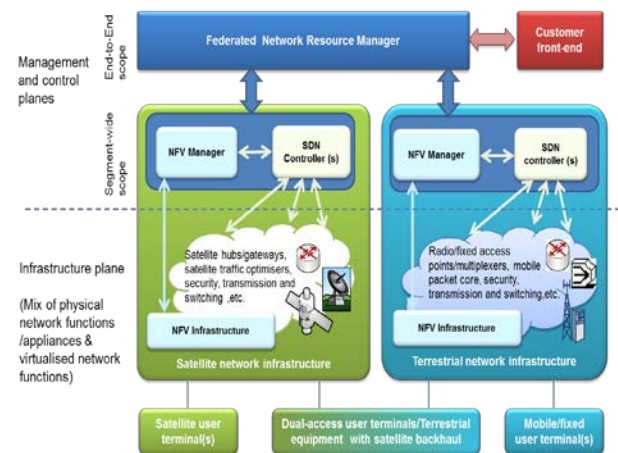 Federated Network Resource Manager
Customer
front-end
Management
and control
planes
End-to-End
scope
Segment-wide
scope
NFV Manager
SDN
Controller (s)
NFV Manager
SDN
controller (s)
Infrastructure plane
(Mix of physical
network functions
/appliances &
virtualised network
functions)
Satellite hubs/gateways,
satellite traffic optimisers,
security, transmission and
switching ,etc.
NFV Infrastructure
Satellite network infrastructure
Radio/fixed access
points/multiplexers, mobile
packet core, security,
transmission and switching,etc.
NFV Infrastructure
Terrestrial network infrastructure
Satellite user
terminal(s)
Dual-access user terminals/Terrestrial
equipment with satellite backhaul
Mobile/fixed
user terminal(s)